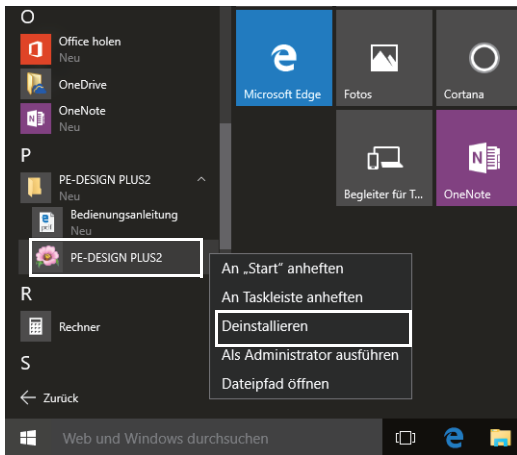 O
Office holen
Neu
OneDrive
OneNote
Neu
P
PE-DESIGN PLUS2
Neu
Bedienungsanleitung
Neu
PE-DESIGN PLUS2
R
Rechner
S
Zurück
Web und Windows durchsuchen
Microsoft Edge
Fotos
Cortana
Begleiter für T...
OneNote
An „Start" anheften
An Taskleiste anheften
Deinstallieren
Als Administrator ausführen
Dateipfad öffnen